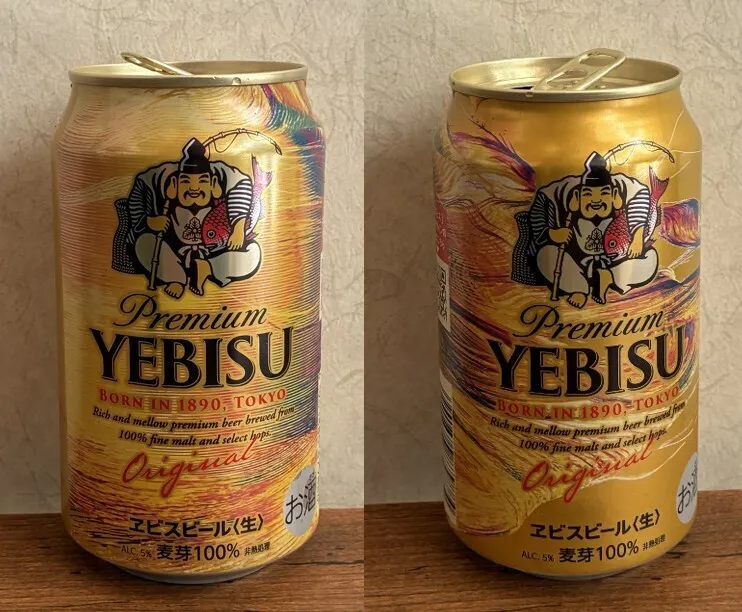 Premium
YEBISU
BORN IN 1890, TOKYO
Rich and mellow premium beer brewed from
100% fine malt and select hops.
Original
お酒
ヱビスビール〈生〉
ALC. 5% 麦芽100% 非熱処理
Premium
YEBISU
BORN IN 1890, TOKYO
Rich and mellow premium beer brewed from
100% fine malt and select hops.
Original
お
ヱビスビール〈生〉
ALC. 5% 麦芽100% 非熱処理